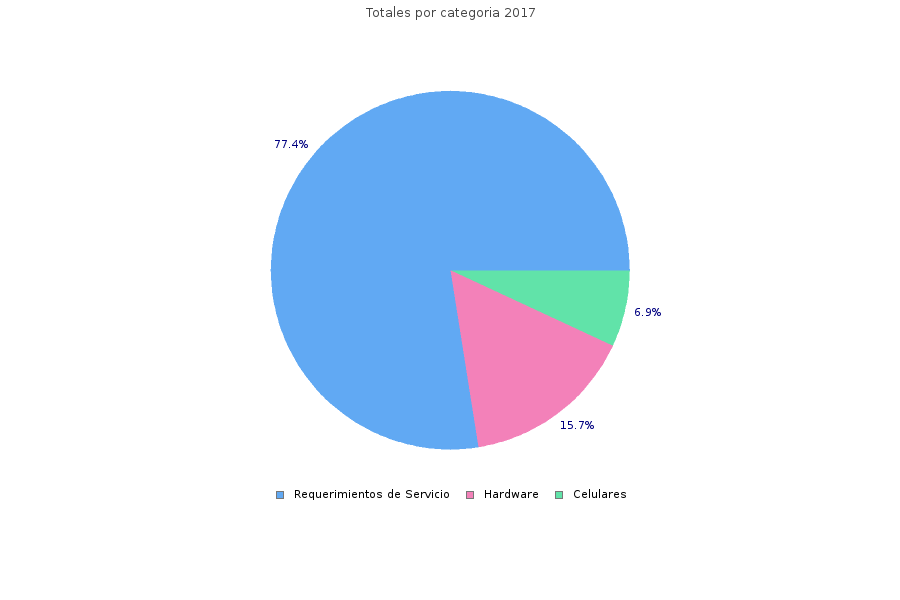 Totales por categoria 2017
77.4%
6.9%
15.7%
Requerimientos de Servicio Hardware Celulares